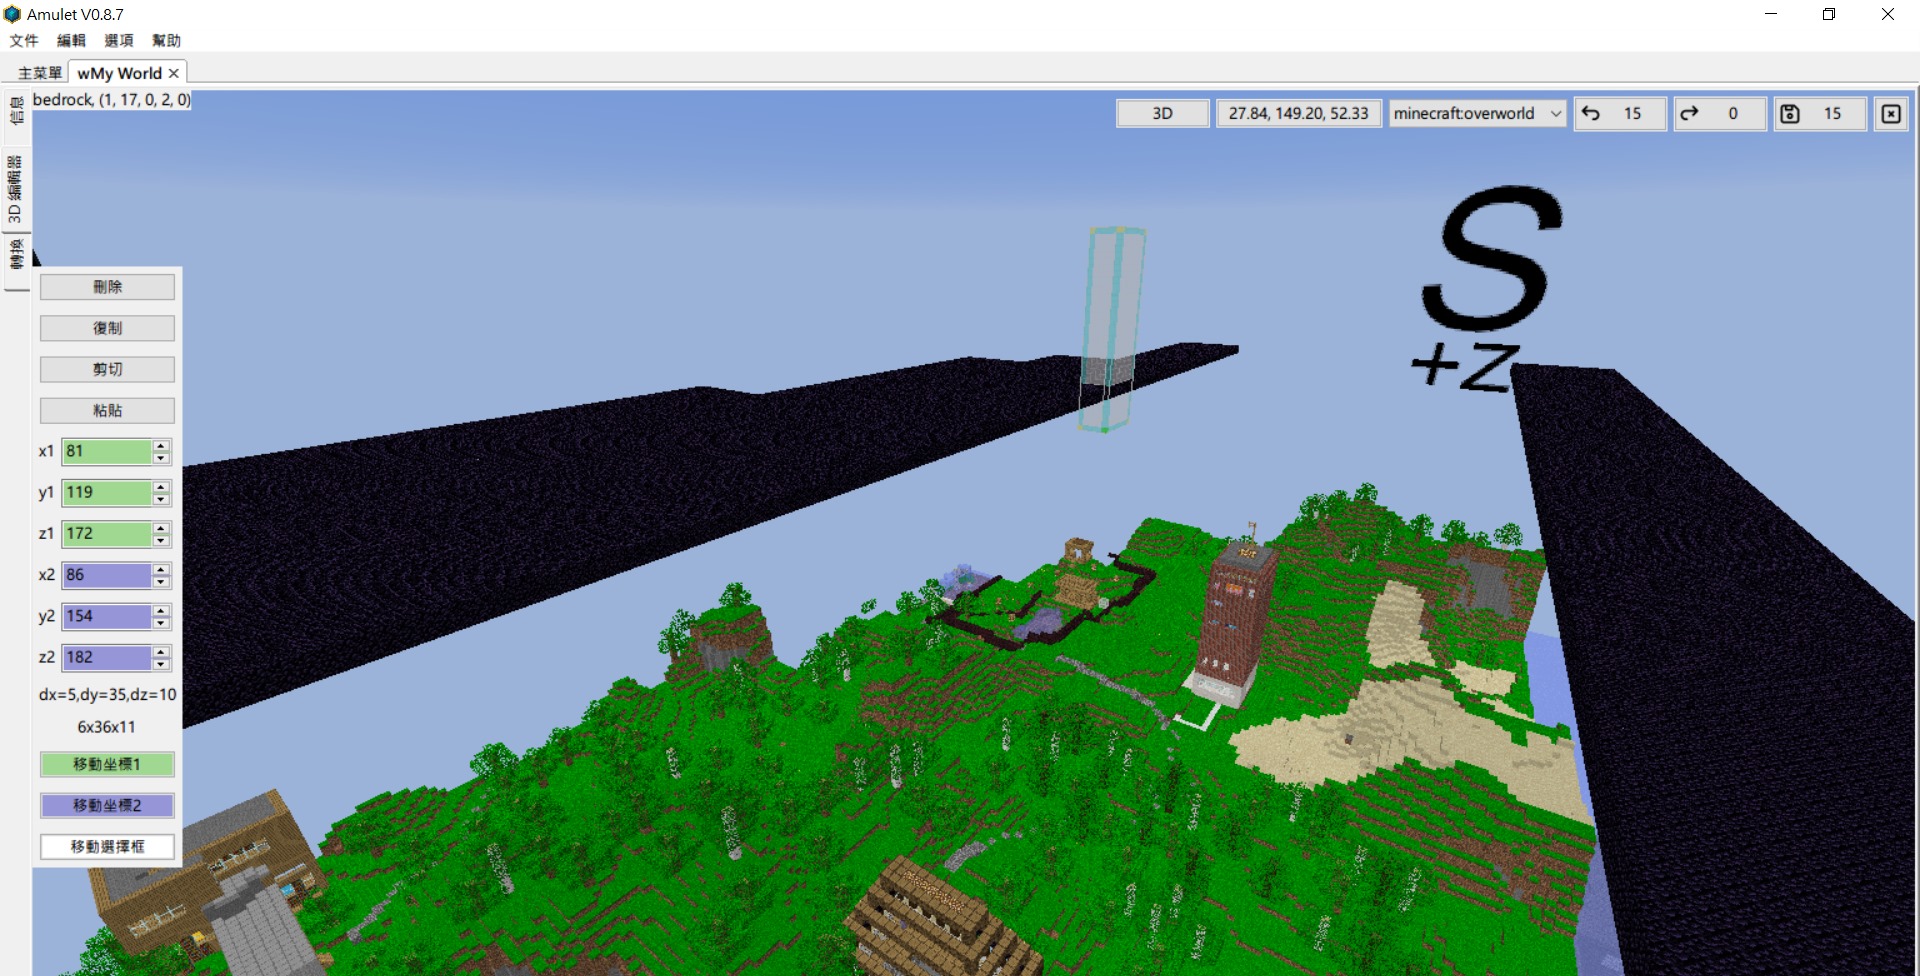 Amulet V0.8.7
文件 編輯 選項 幫助
主菜單 wMy World
信息
3D 編輯器
轉換
bedrock, (1, 17, 0, 2, 0)
3D 27.84, 149.20, 52.33 minecraft:overworld 15 0 15
S
+Z
刪除
復制
剪切
粘貼
x1 81
y1 119
z1 172
x2 86
y2 154
z2 182
dx=5,dy=35,dz=10
6x36x11
移動坐標1
移動坐標2
移動選擇框